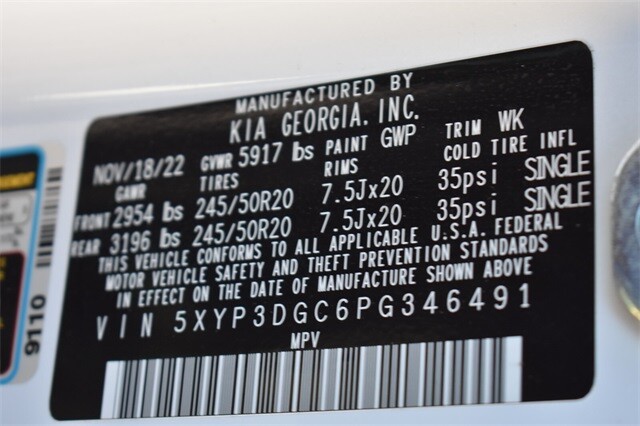 MANUFACTURED BY
KIA GEORGIA, INC.
NOV/18/22 GVWR 5917 lbs PAINT GWP TRIM WK
GAWR TIRES RIMS COLD TIRE INFL
FRONT 2954 lbs 245/50R20 7.5Jx20 35psi SINGLE
REAR 3196 lbs 245/50R20 7.5Jx20 35psi SINGLE
THIS VEHICLE CONFORMS TO ALL APPLICABLE U.S.A. FEDERAL
MOTOR VEHICLE SAFETY AND THEFT PREVENTION STANDARDS
IN EFFECT ON THE DATE OF MANUFACTURE SHOWN ABOVE
VIN 5XYP3DGC6PG346491
MPV
9110